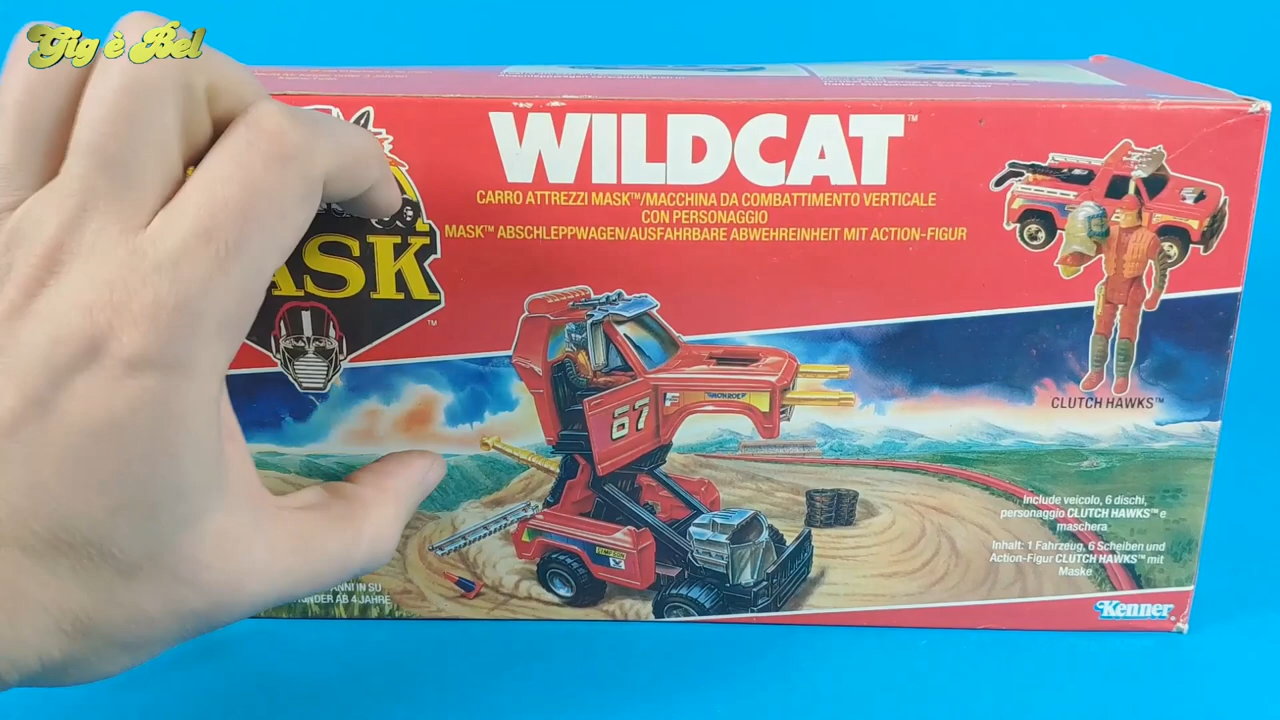 Gig è Bel
WILDCAT™
CARRO ATTREZZI MASK™/MACCHINA DA COMBATTIMENTO VERTICALE
CON PERSONAGGIO
MASK™ ABSCHLEPPWAGEN/AUSFAHRBARE ABWEHREINHEIT MIT ACTION-FIGUR
ASK
™
67
MONROE
CLUTCH HAWKS™
Include veicolo, 6 dischi,
personaggio CLUTCH HAWKS™ e
maschera
Inhalt: 1 Fahrzeug, 6 Scheiben und
Action-Figur CLUTCH HAWKS™ mit
Maske
ANNI IN SU
AB 4 JAHRE
Kenner